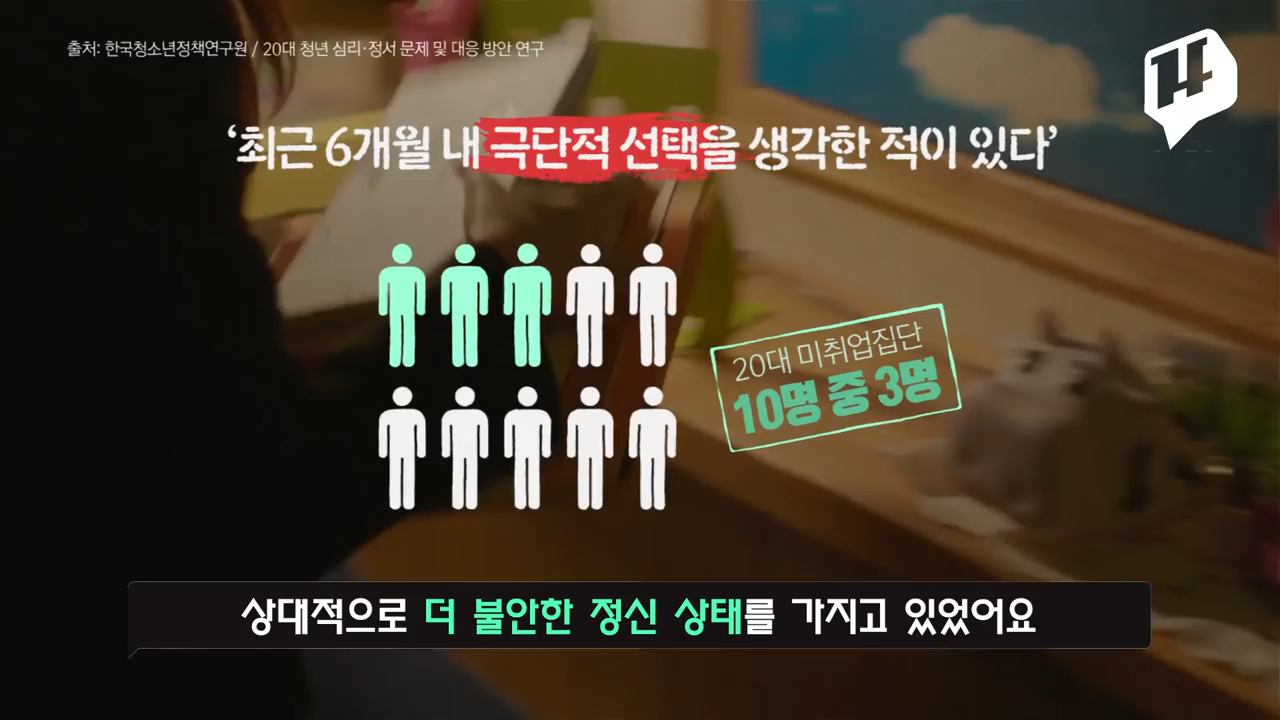 출처: 한국청소년정책연구원 / 20대 청년 심리·정서 문제 및 대응 방안 연구
‘최근 6개월 내 극단적 선택을 생각한 적이 있다’
20대 미취업집단
10명 중 3명
상대적으로 더 불안한 정신 상태를 가지고 있었어요